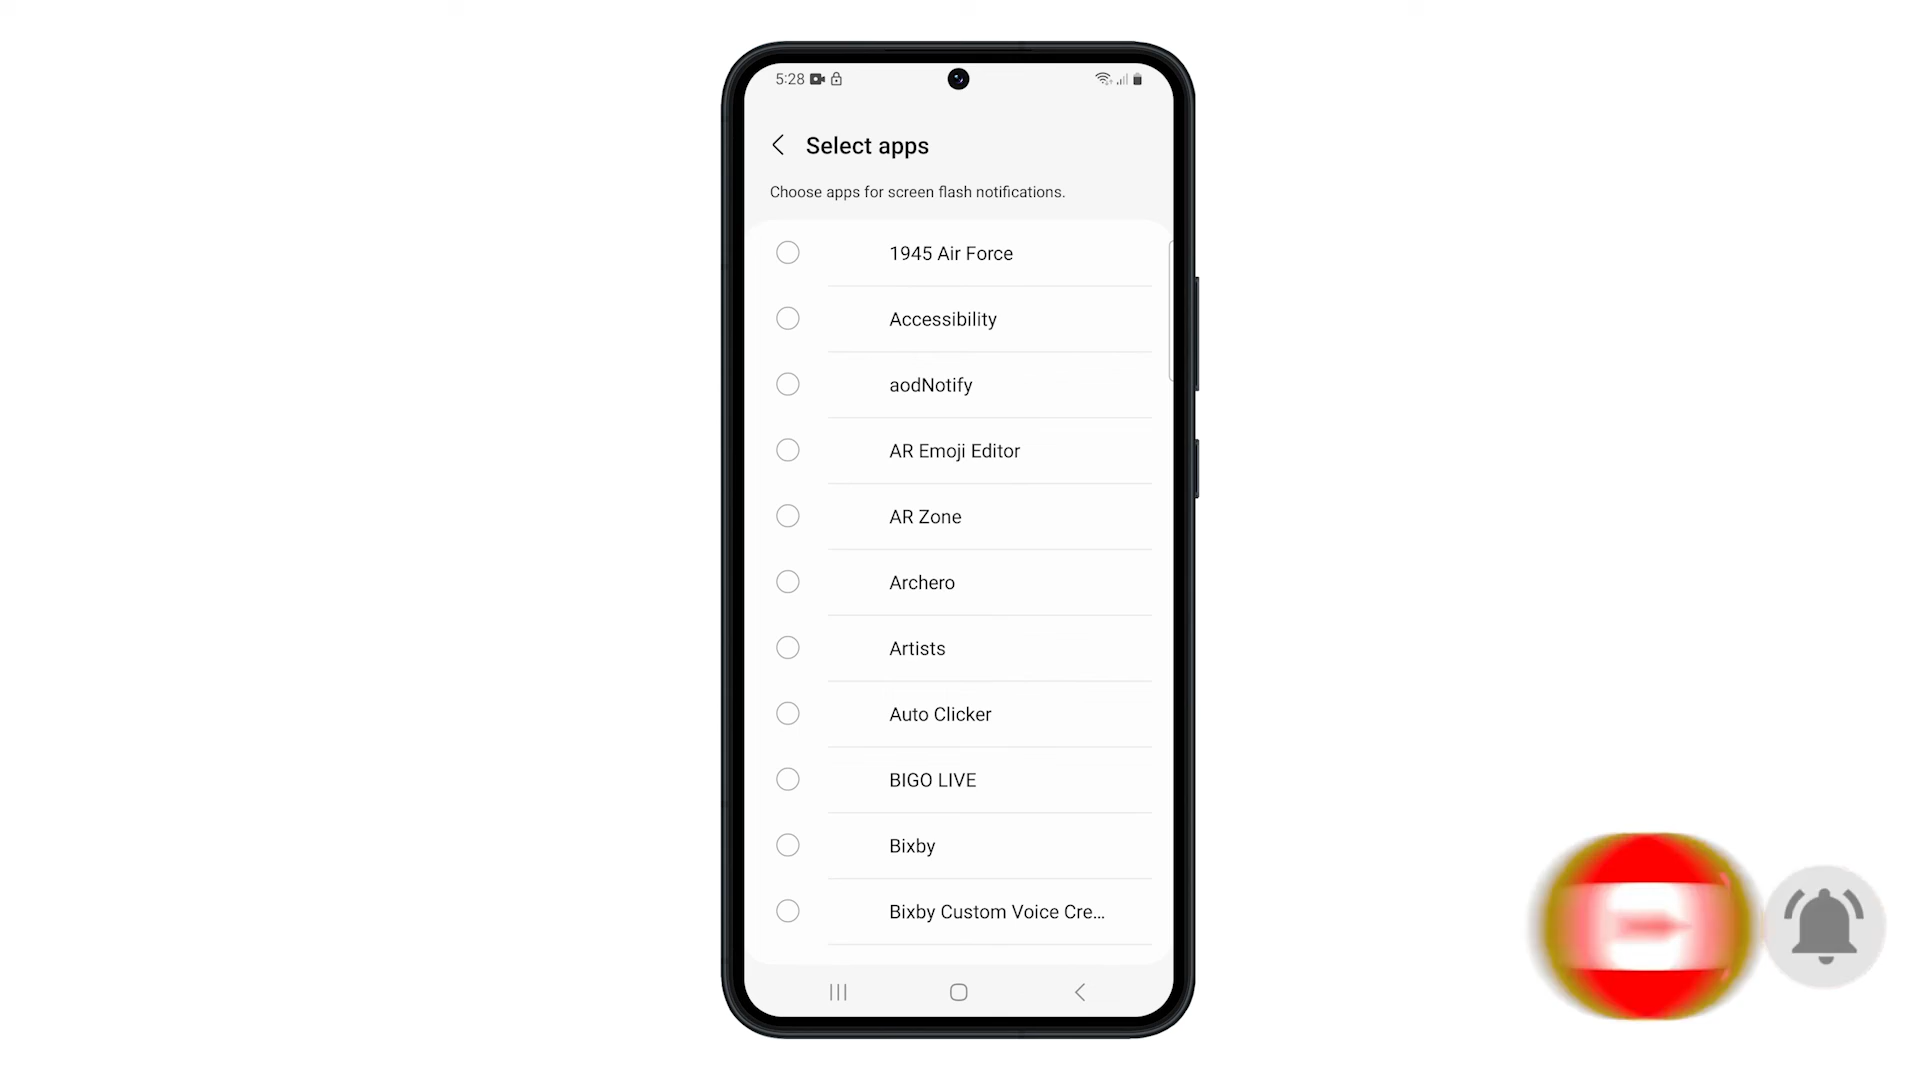 5:28
Select apps
Choose apps for screen flash notifications.
1945 Air Force
Accessibility
aodNotify
AR Emoji Editor
AR Zone
Archero
Artists
Auto Clicker
BIGO LIVE
Bixby
Bixby Custom Voice Cre...